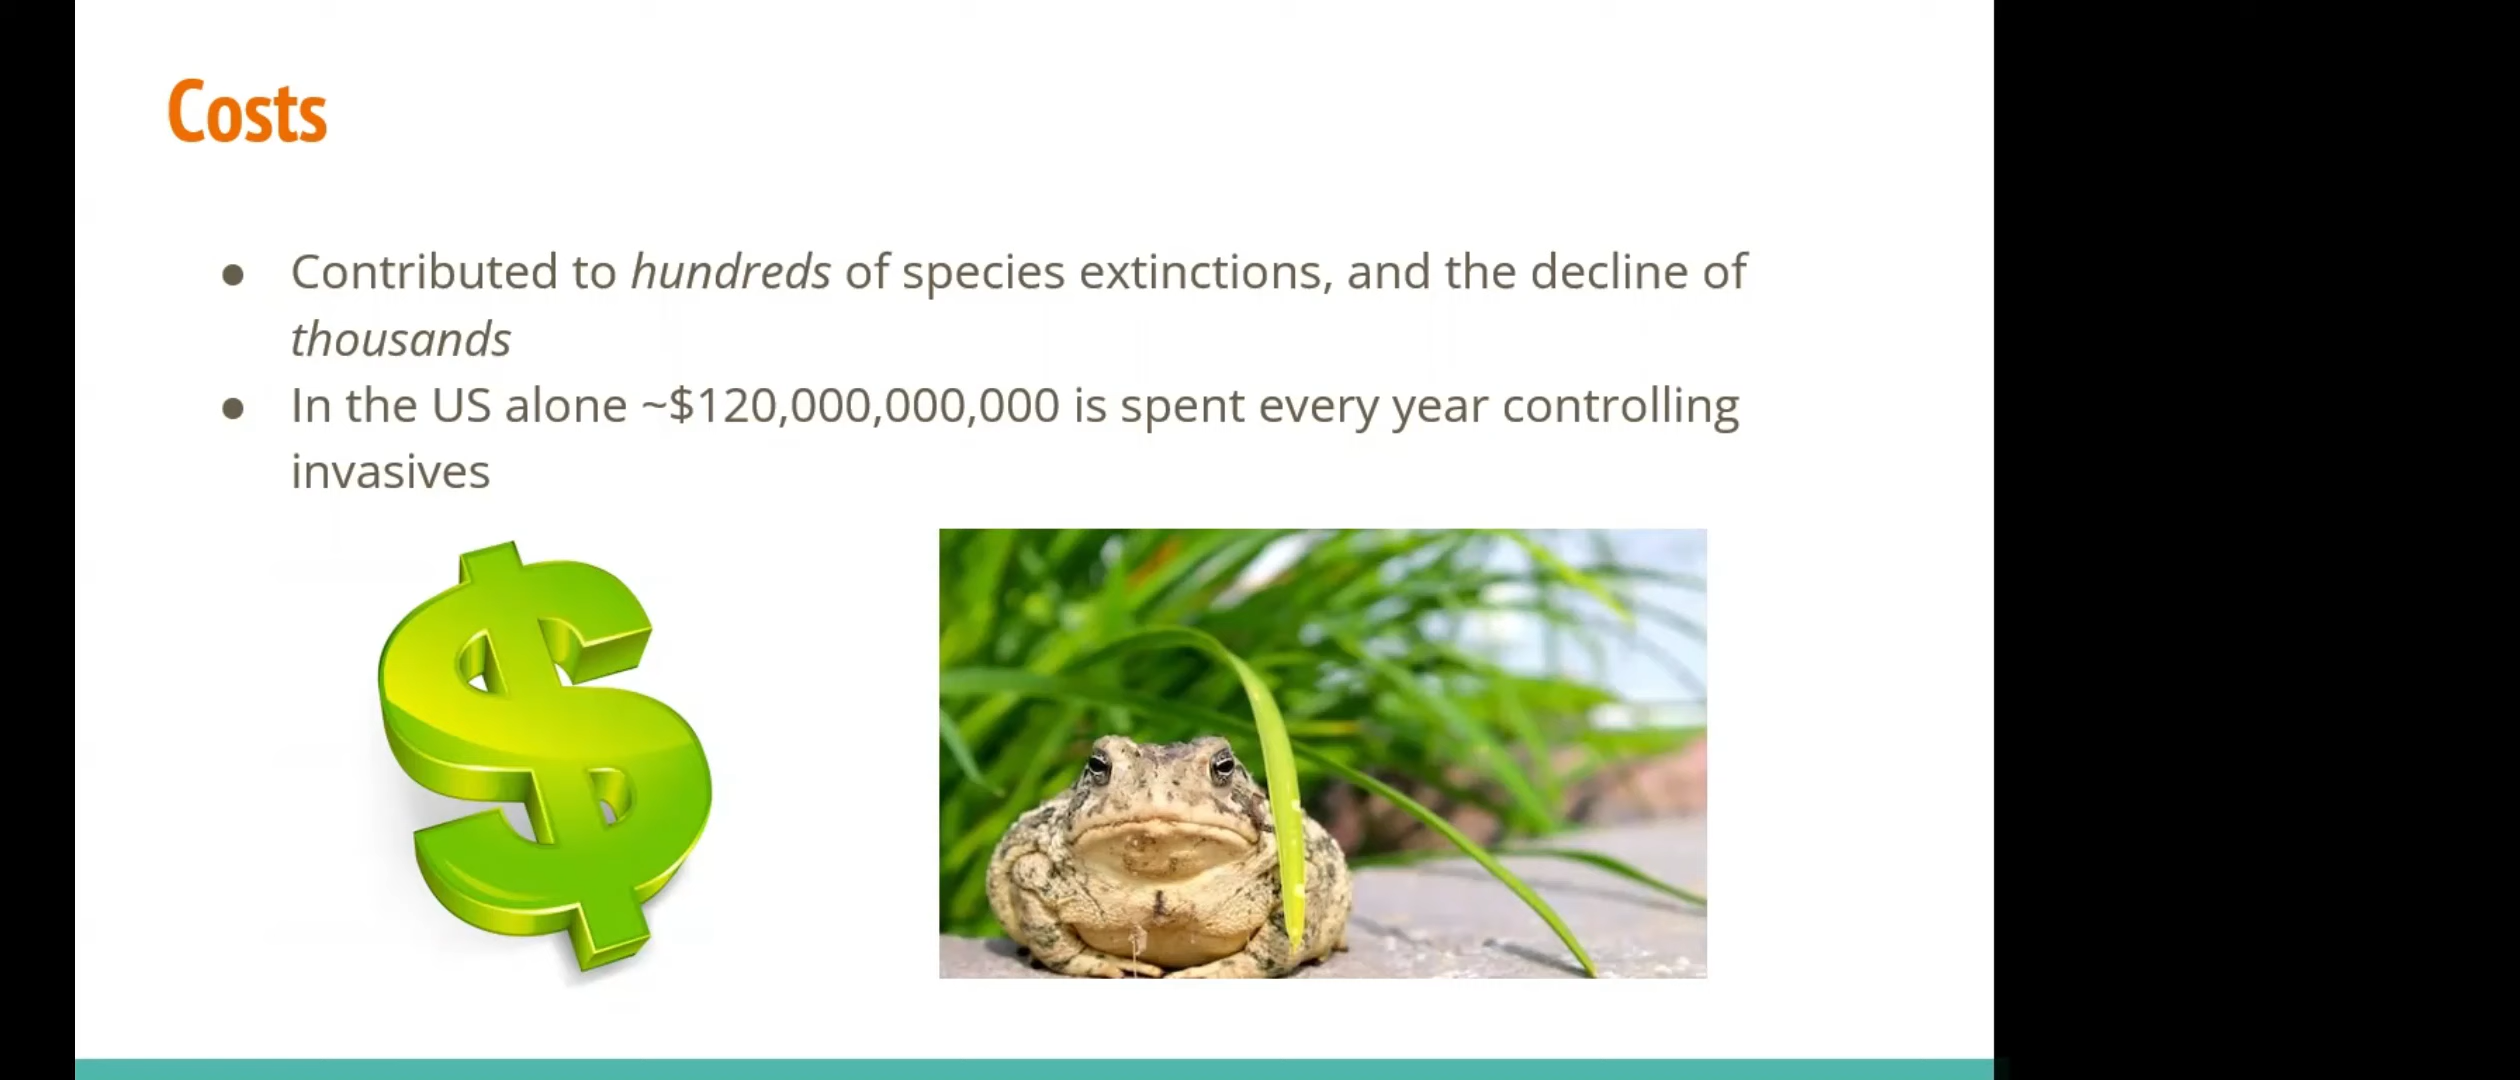 Costs
● Contributed to hundreds of species extinctions, and the decline of
thousands
● In the US alone ~$120,000,000,000 is spent every year controlling
invasives